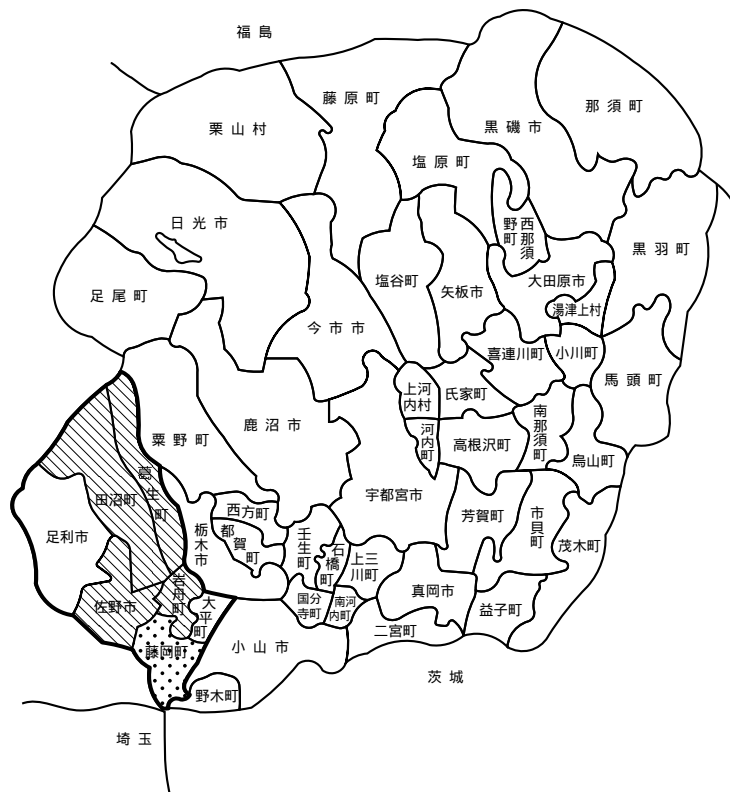 福島
藤原町
那須町
栗山村
黒磯市
塩原町
日光市
西那須
野町
黒羽町
塩谷町
大田原市
矢板市
足尾町
湯津上村
今市市
喜連川町
小川町
馬頭町
上河
内村
氏家町
南那須町
粟野町
鹿沼市
河内町
高根沢町
烏山町
葛生町
田沼町
宇都宮市
西方町
芳賀町
市貝町
足利市
栃木市
都賀町
壬生町
石橋町
上三
川町
茂木町
岩舟町
真岡市
佐野市
大平町
国分
寺町
南河
内町
益子町
二宮町
藤岡町
小山市
茨城
野木町
埼玉